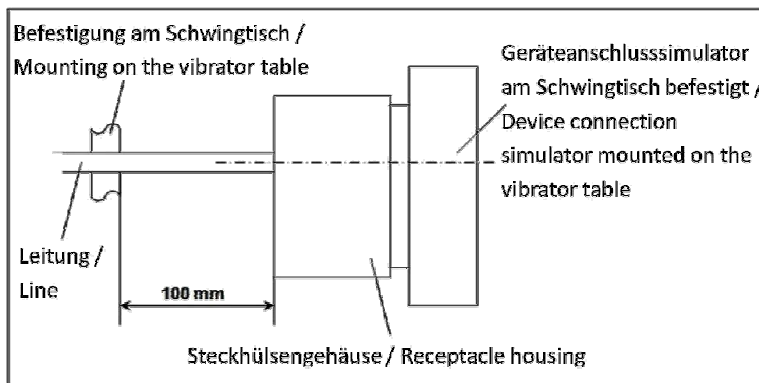 Befestigung am Schwingtisch /
Mounting on the vibrator table
Geräteanschlusssimulator
am Schwingtisch befestigt /
Device connection
simulator mounted on the
vibrator table
Leitung /
Line
100 mm
Steckhülsengehäuse / Receptacle housing